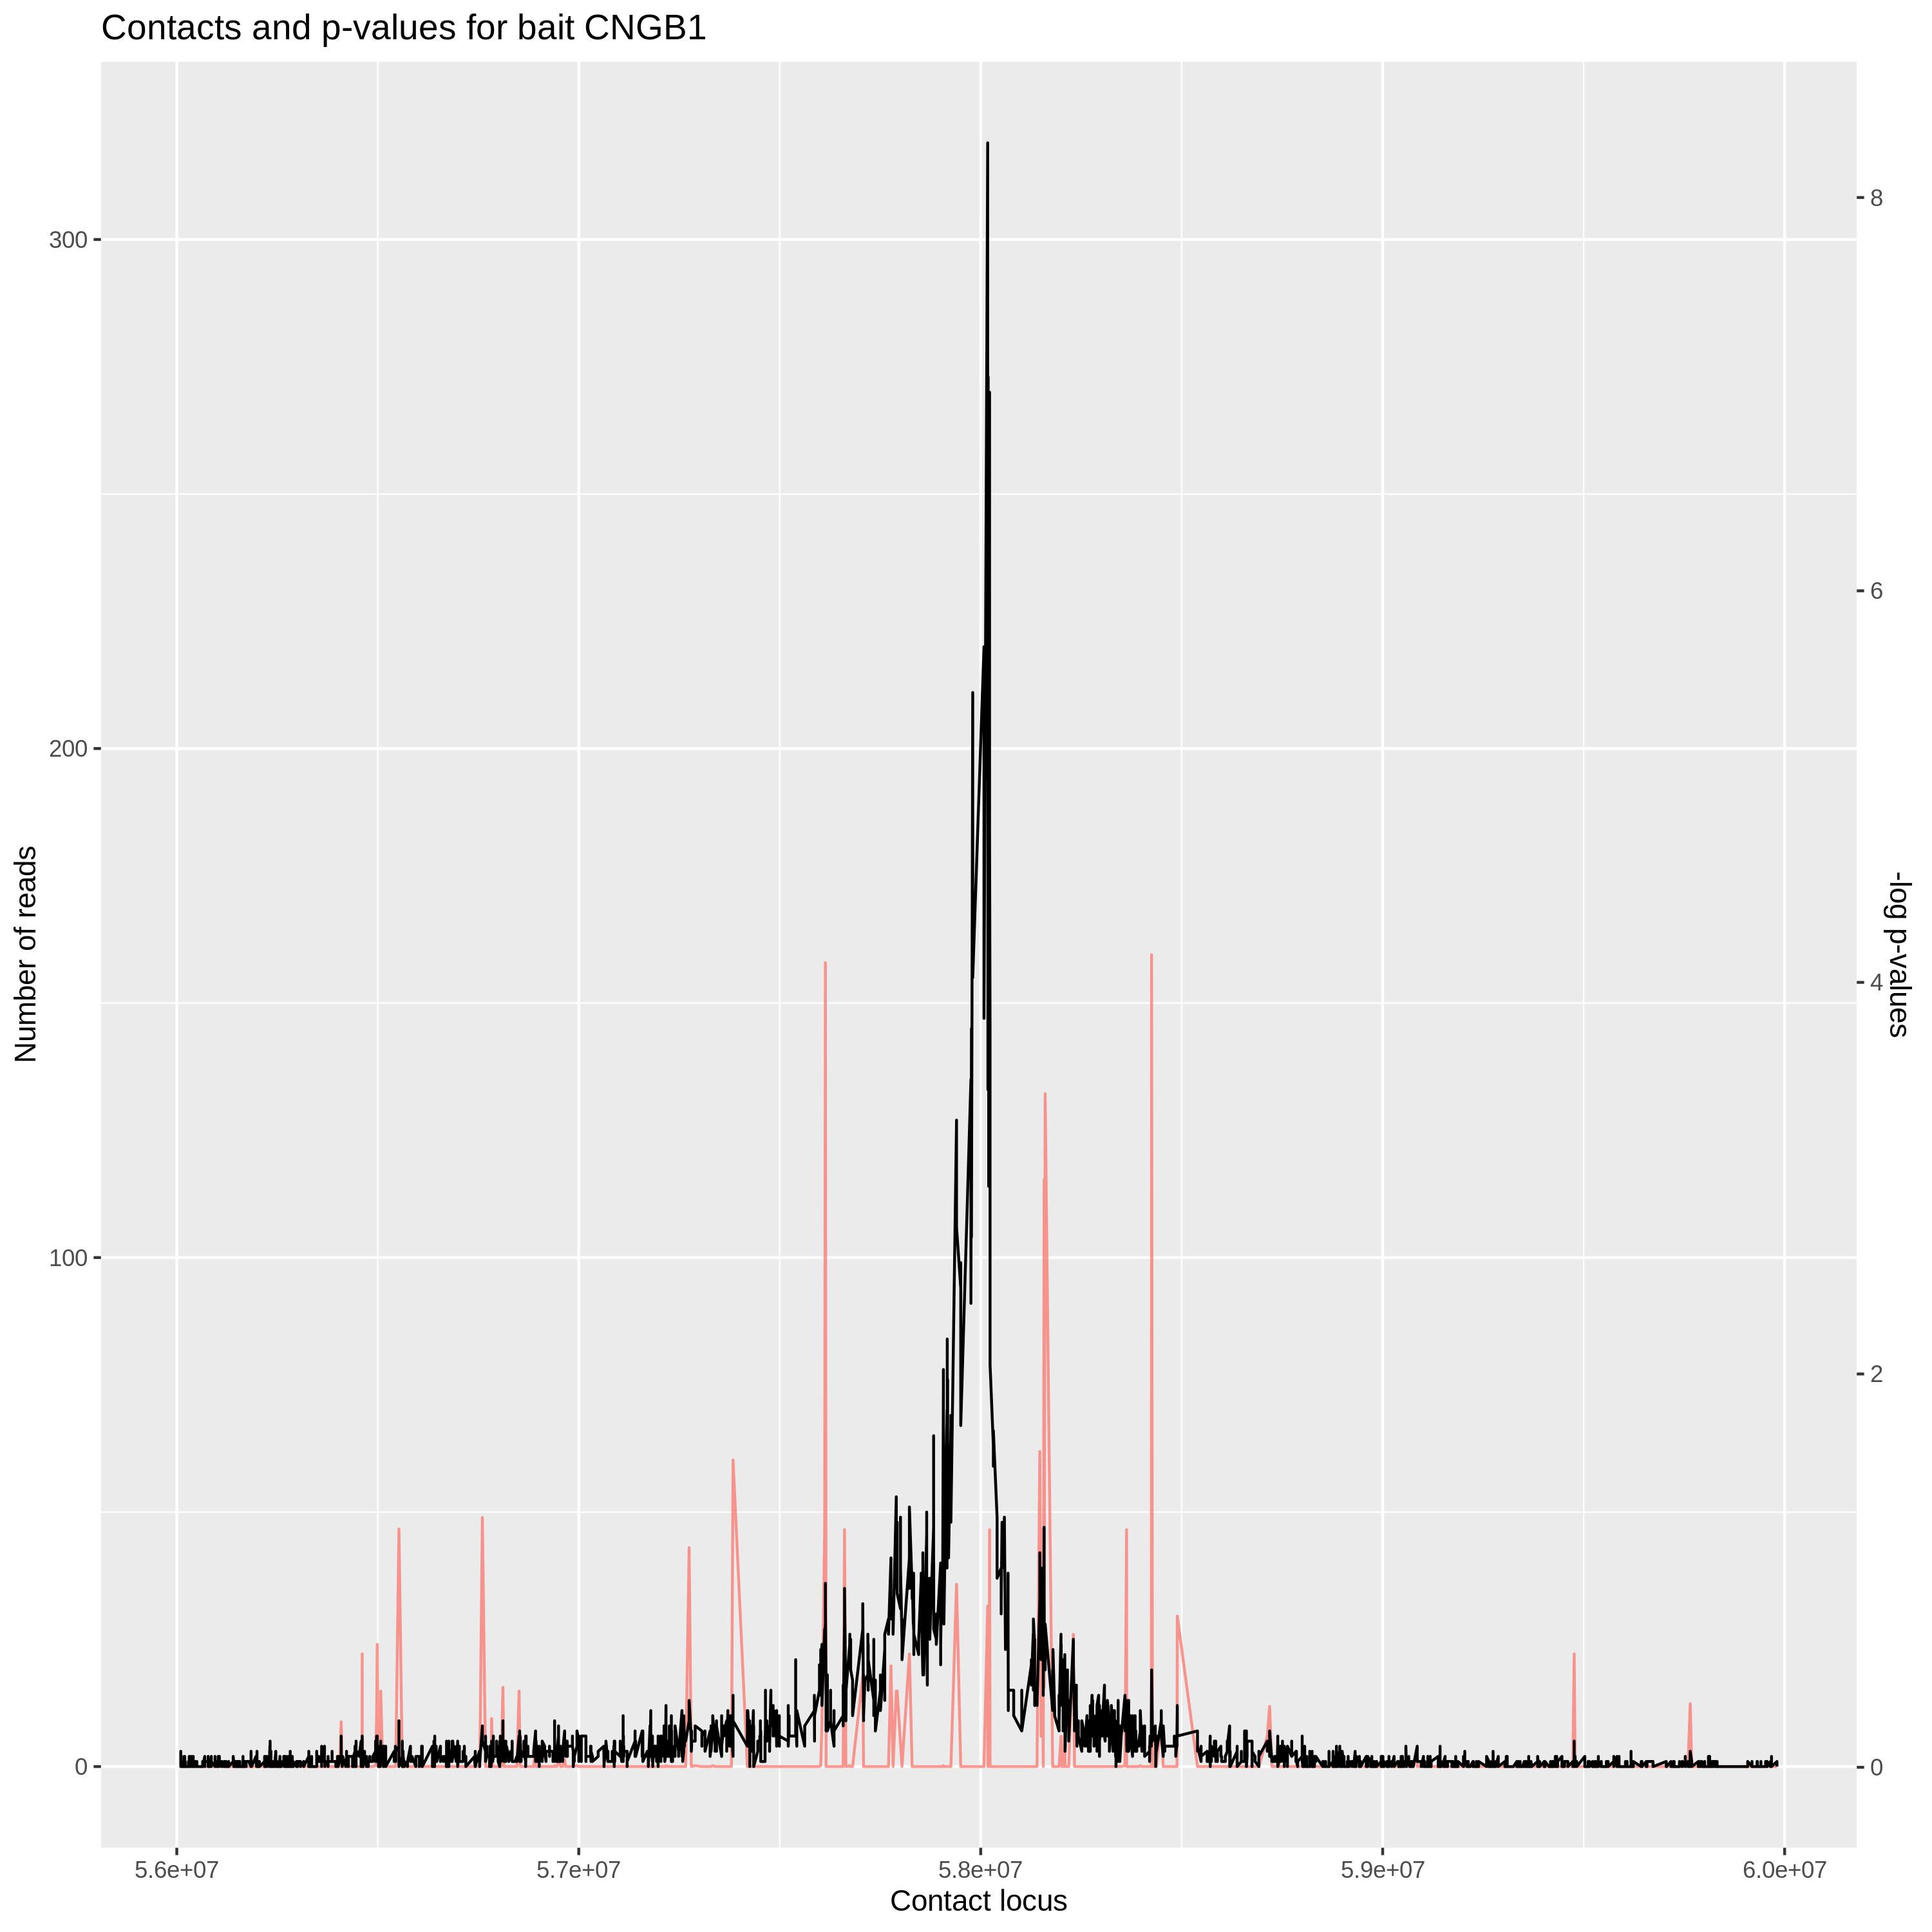 Contacts and p-values for bait CNGB1
300
200
100
0
Number of reads
8
6
4
2
0
-log p-values
5.6e+07
5.7e+07
5.8e+07
5.9e+07
6.0e+07
Contact locus